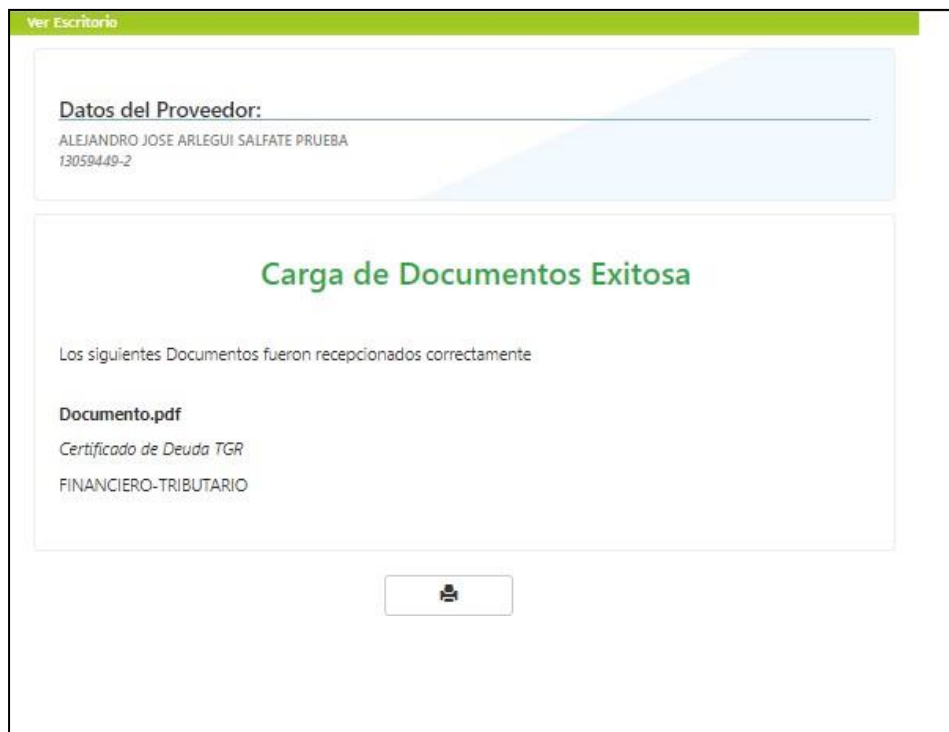 Ver Escritorio
Datos del Proveedor:
ALEJANDRO JOSE ARLEGUI SALFATE PRUEBA
13059449-2
Carga de Documentos Exitosa
Los siguientes Documentos fueron recepcionados correctamente
Documento.pdf
Certificado de Deuda TGR
FINANCIERO-TRIBUTARIO